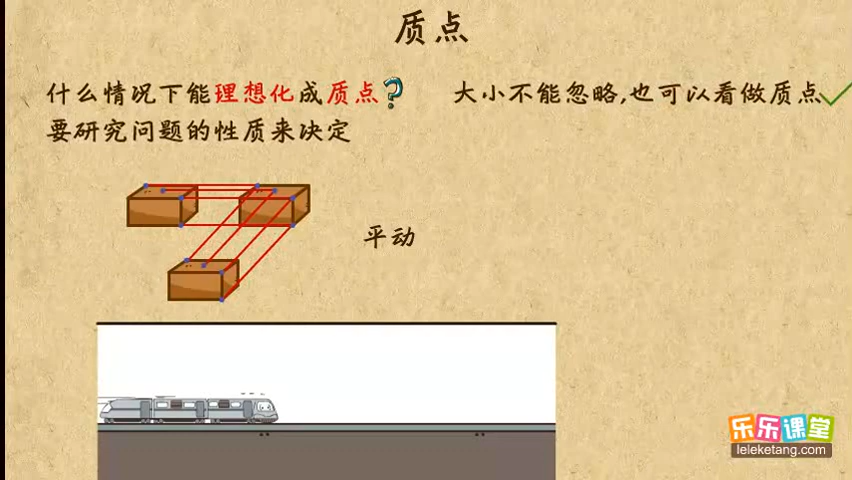 质点
什么情况下能理想化成质点?
大小不能忽略,也可以看做质点
要研究问题的性质来决定
平动
乐乐课堂
leleketang.com